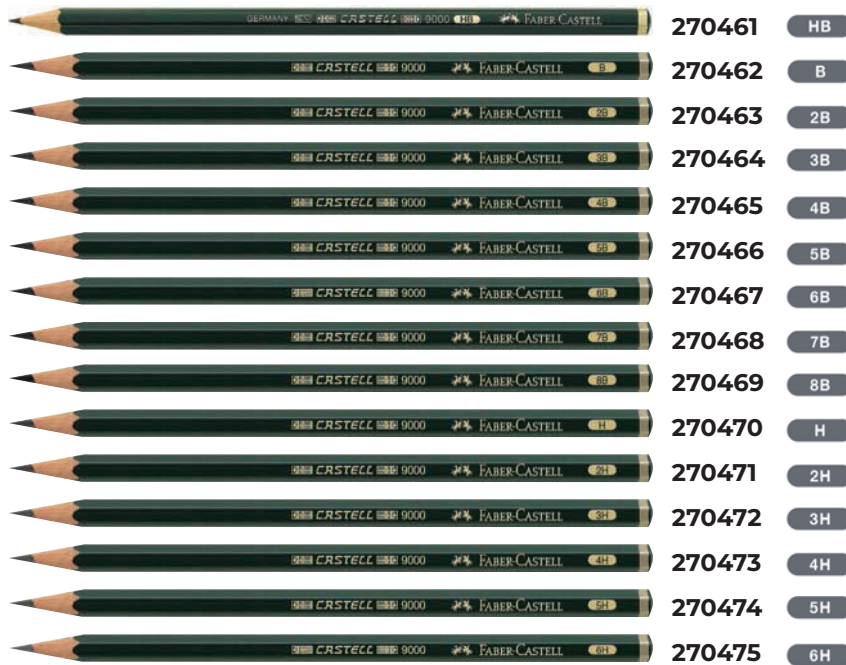 GERMANY CASTELL 9000 HB FABER CASTELL 270461 HB
CASTELL 9000 FABER-CASTELL B 270462 B
CASTELL 9000 FABER-CASTELL 2B 270463 2B
CASTELL 9000 FABER-CASTELL 3B 270464 3B
CASTELL 9000 FABER-CASTELL 4B 270465 4B
CASTELL 9000 FABER-CASTELL 5B 270466 5B
CASTELL 9000 FABER-CASTELL 6B 270467 6B
CASTELL 9000 FABER-CASTELL 7B 270468 7B
CASTELL 9000 FABER-CASTELL 8B 270469 8B
CASTELL 9000 FABER-CASTELL H 270470 H
CASTELL 9000 FABER-CASTELL 2H 270471 2H
CASTELL 9000 FABER-CASTELL 3H 270472 3H
CASTELL 9000 FABER-CASTELL 4H 270473 4H
CASTELL 9000 FABER-CASTELL 5H 270474 5H
CASTELL 9000 FABER-CASTELL 6H 270475 6H